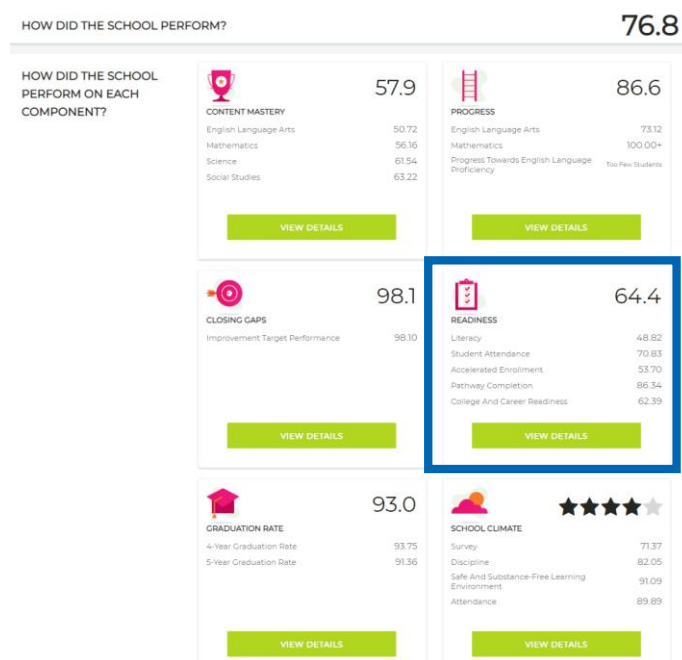 HOW DID THE SCHOOL PERFORM?
76.8
HOW DID THE SCHOOL
PERFORM ON EACH
COMPONENT?
57.9
CONTENT MASTERY
English Language Arts 50.72
Mathematics 56.16
Science 61.54
Social Studies 63.22
VIEW DETAILS
86.6
PROGRESS
English Language Arts 73.12
Mathematics 100.00+
Progress Towards English Language
Proficiency
Too Few Students
VIEW DETAILS
98.1
CLOSING GAPS
Improvement Target Performance 98.10
VIEW DETAILS
64.4
READINESS
Literacy 48.82
Student Attendance 70.83
Accelerated Enrollment 53.70
Pathway Completion 86.34
College And Career Readiness 62.39
VIEW DETAILS
93.0
GRADUATION RATE
4-Year Graduation Rate 93.75
5-Year Graduation Rate 91.36
VIEW DETAILS
SCHOOL CLIMATE
Survey 71.37
Discipline 82.05
Safe And Substance-Free Learning
Environment
91.09
Attendance 89.89
VIEW DETAILS